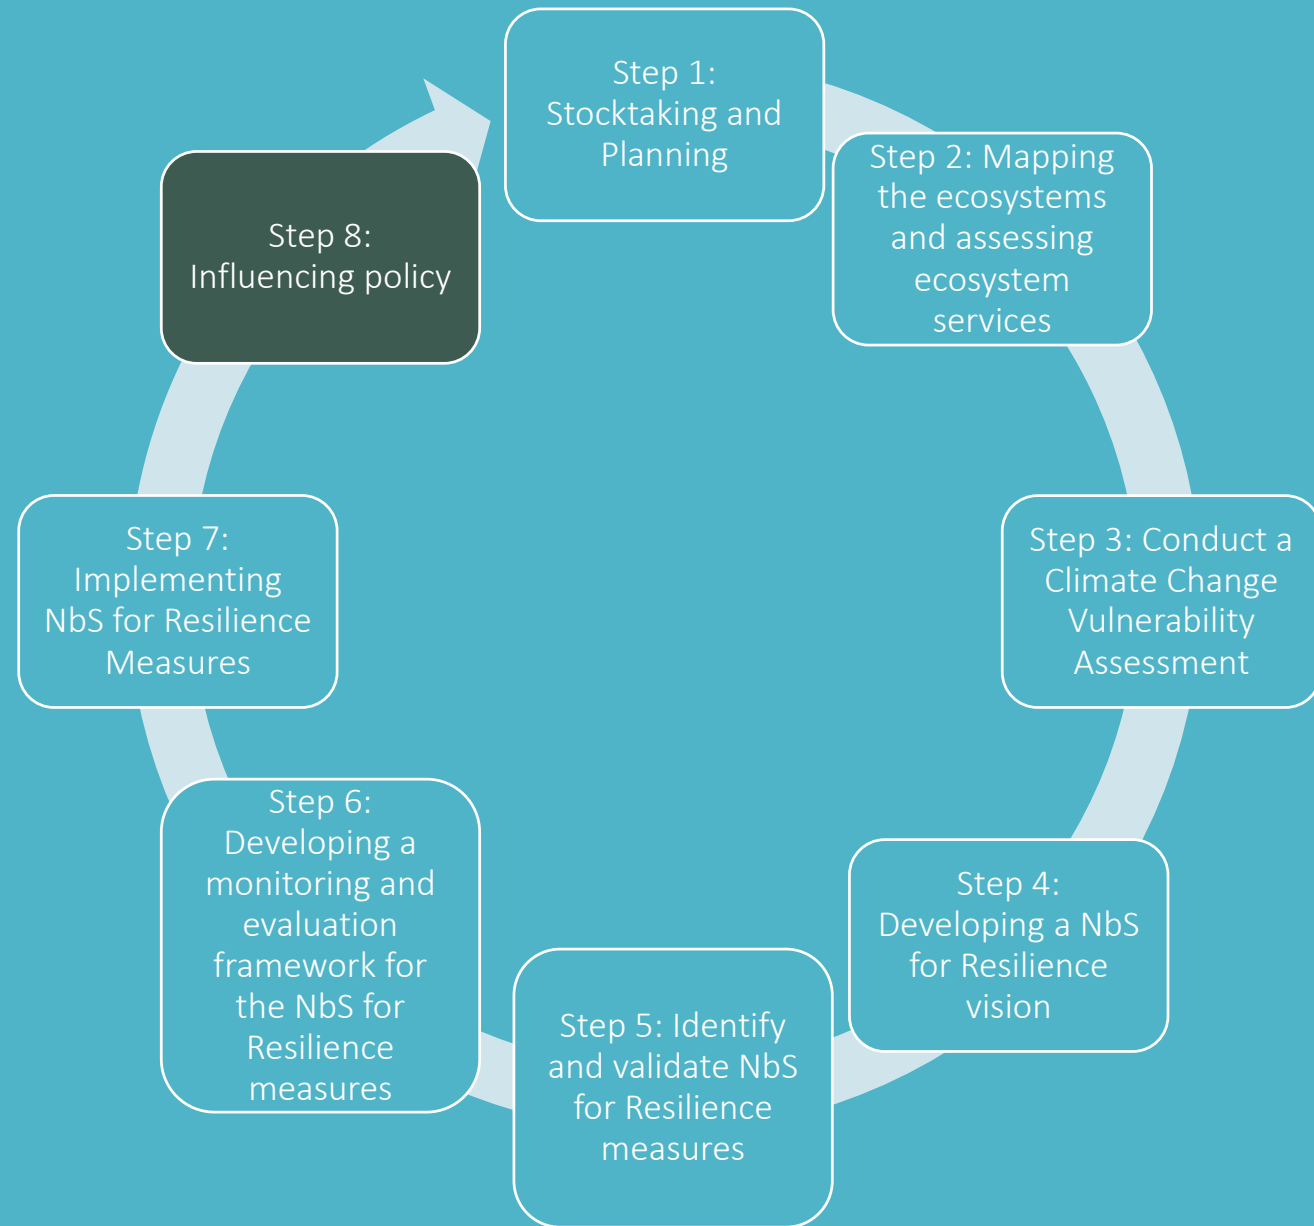 Step 1:
Stocktaking and
Planning
Step 2: Mapping
the ecosystems
and assessing
ecosystem
services
Step 3: Conduct a
Climate Change
Vulnerability
Assessment
Step 4:
Developing a NbS
for Resilience
vision
Step 5: Identify
and validate NbS
for Resilience
measures
Step 6:
Developing a
monitoring and
evaluation
framework for
the NbS for
Resilience
measures
Step 7:
Implementing
NbS for Resilience
Measures
Step 8:
Influencing policy